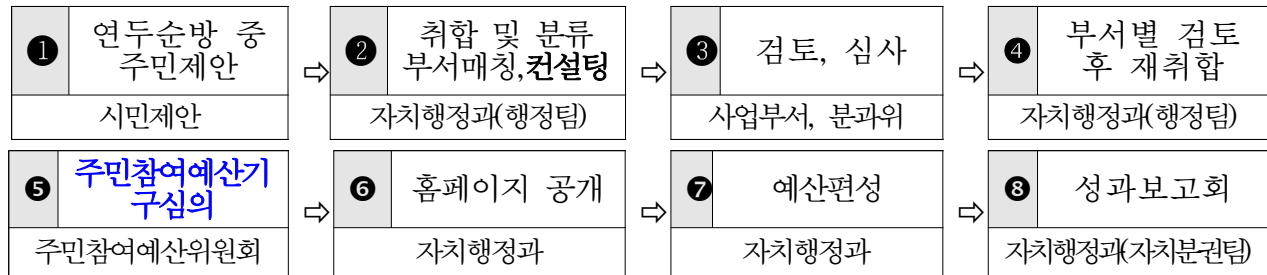 ❶ 연두순방 중 주민제안
시민제안
⇨
❷ 취합 및 분류 부서매칭,컨설팅
자치행정과(행정팀)
⇨
❸ 검토, 심사
사업부서, 분과위
⇨
❹ 부서별 검토 후 재취합
자치행정과(행정팀)
❺ 주민참여예산기구심의
주민참여예산위원회
⇨
❻ 홈페이지 공개
자치행정과
⇨
❼ 예산편성
자치행정과
⇨
❽ 성과보고회
자치행정과(자치분권팀)